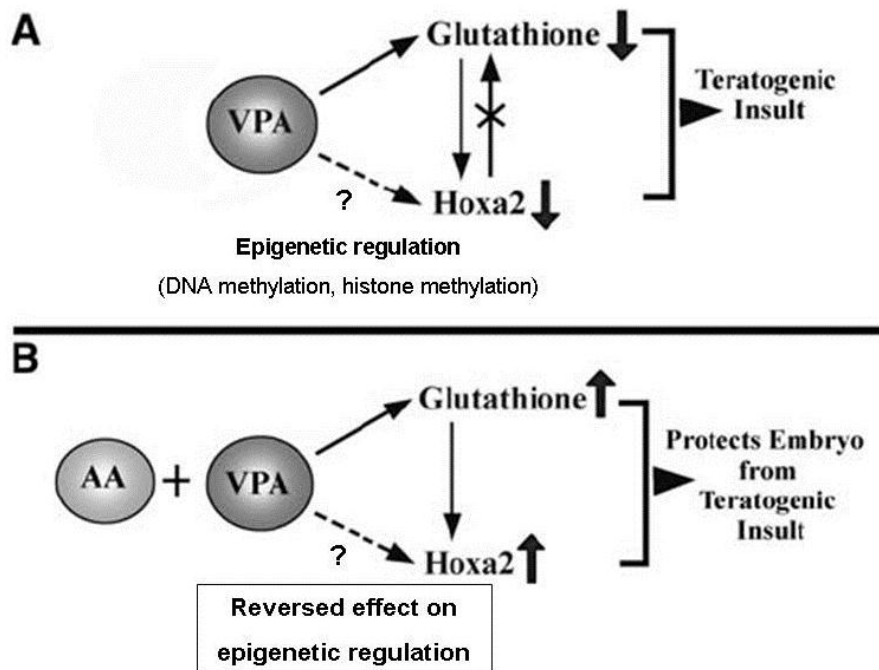 A
Glutathione
VPA
Teratogenic
Insult
?
Hoxa2
Epigenetic regulation
(DNA methylation, histone methylation)
B
Glutathione
AA + VPA
Protects Embryo
from
Teratogenic
Insult
?
Hoxa2
Reversed effect on
epigenetic regulation